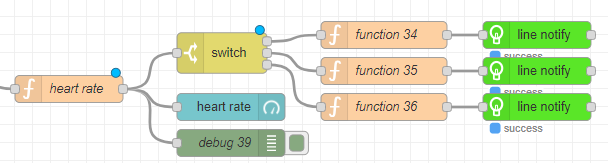 function 34
line notify
switch
success
function 35
line notify
heart rate
success
heart rate
function 36
line notify
success
debug 39